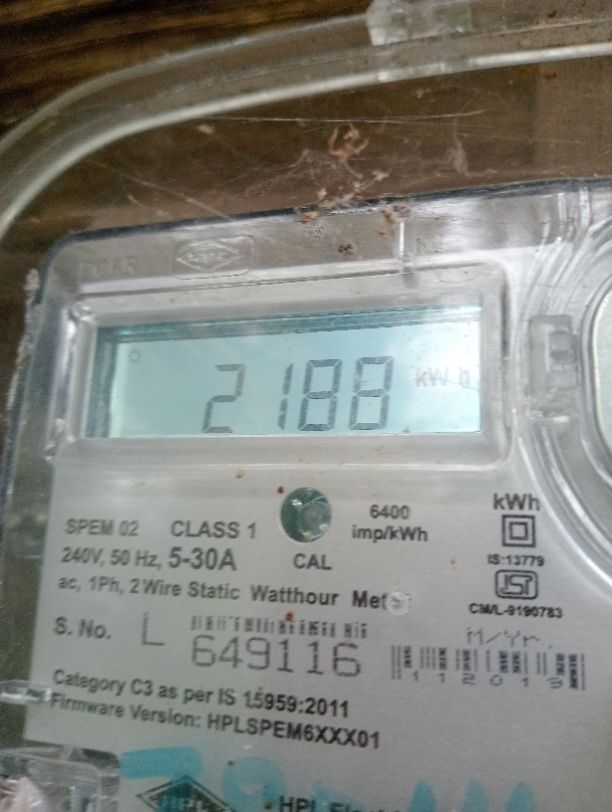 2188 kWh
SPEM 02 CLASS 1 6400 imp/kWh kWh
240V, 50 Hz, 5-30A CAL IS:13779
ac, 1Ph, 2 Wire Static Watthour CM/L-9190783
S. No. L 649116 M/Yr. 112019
Category C3 as per IS 15959:2011
Firmware Version: HPLSPEM6XXX01
HPL